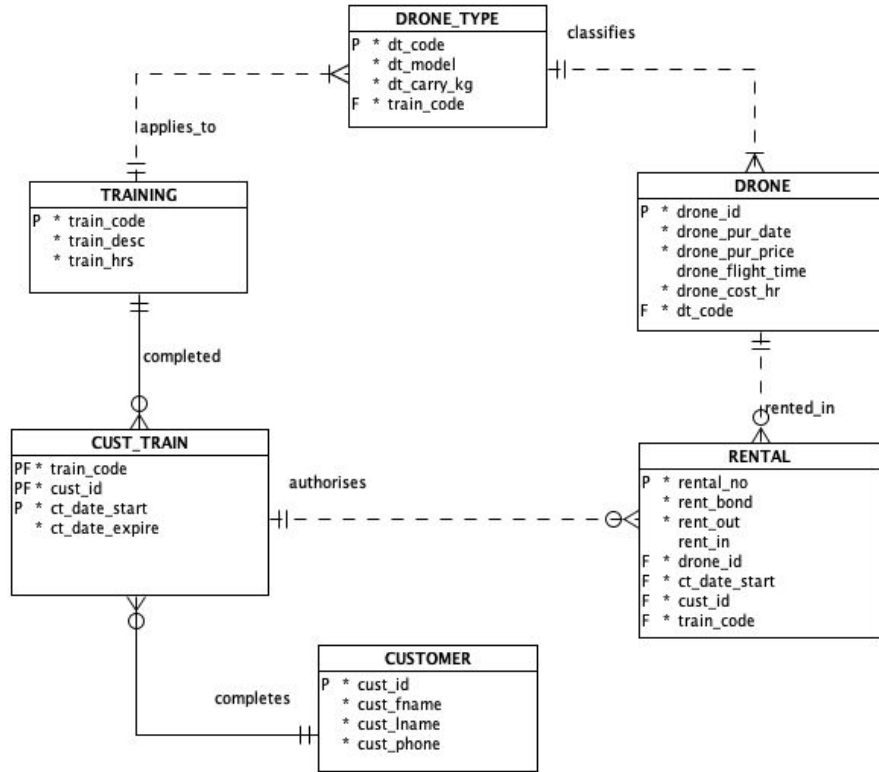 DRONE_TYPE
P * dt_code
* dt_model
* dt_carry_kg
F * train_code
classifies
applies_to
TRAINING
P * train_code
* train_desc
* train_hrs
DRONE
P * drone_id
* drone_pur_date
* drone_pur_price
drone_flight_time
* drone_cost_hr
F * dt_code
completed
rented_in
CUST_TRAIN
PF * train_code
PF * cust_id
P * ct_date_start
* ct_date_expire
authorises
RENTAL
P * rental_no
* rent_bond
* rent_out
rent_in
F * drone_id
F * ct_date_start
F * cust_id
F * train_code
completes
CUSTOMER
P * cust_id
* cust_fname
* cust_lname
* cust_phone